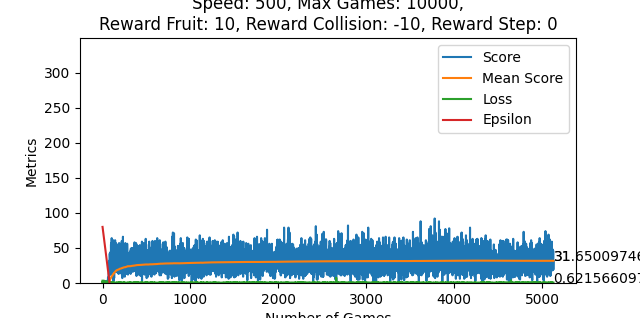 Speed: 500, Max Games: 10000,
Reward Fruit: 10, Reward Collision: -10, Reward Step: 0
Score
Mean Score
Loss
Epsilon
Metrics
300
250
200
150
100
50
0
31.65009746
0.621566097
0
1000
2000
3000
4000
5000
Number of Games